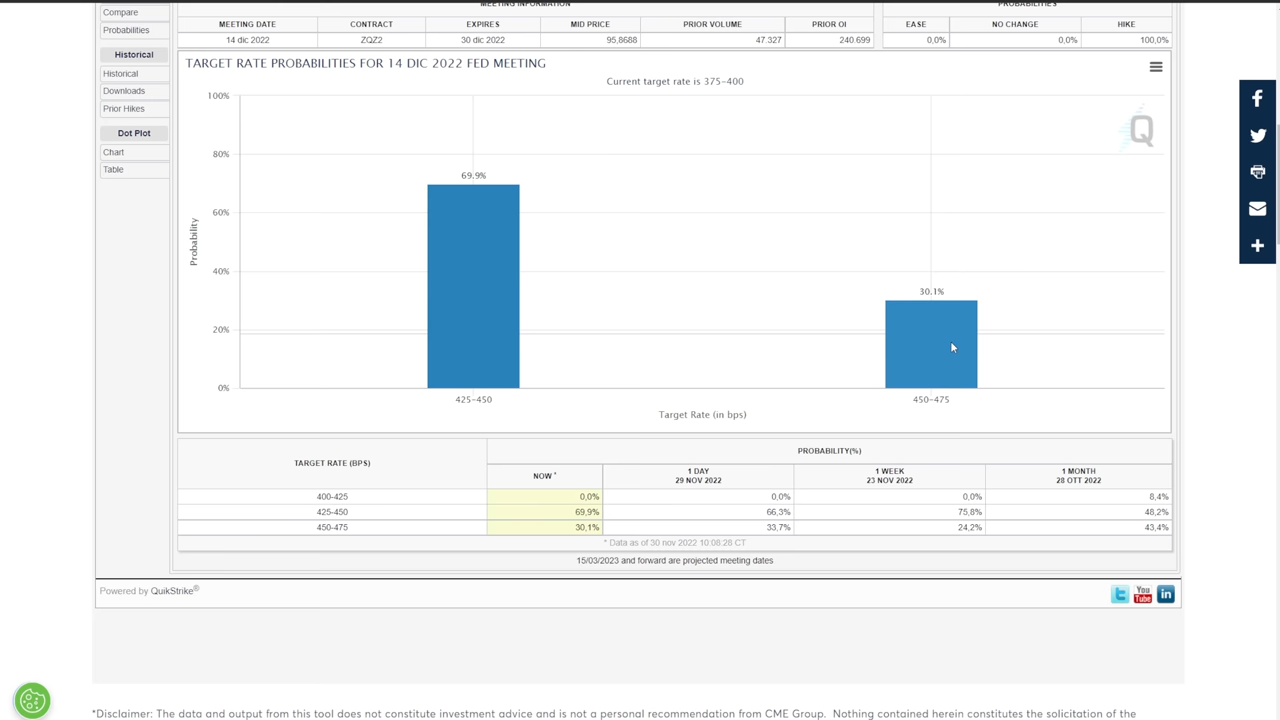 Compare
Probabilities
Historical
Historical
Downloads
Prior Hikes
Dot Plot
Chart
Table
MEETING INFORMATION
PROBABILITIES
MEETING DATE CONTRACT EXPIRES MID PRICE PRIOR VOLUME PRIOR OI EASE NO CHANGE HIKE
14 dic 2022 ZQZ2 30 dic 2022 95,8688 47.327 240.699 0,0% 0,0% 100,0%
TARGET RATE PROBABILITIES FOR 14 DIC 2022 FED MEETING
Current target rate is 375-400
Q
100%
80%
60%
40%
20%
0%
Probability
69.9%
30.1%
425-450 450-475
Target Rate (in bps)
TARGET RATE (BPS) PROBABILITY(%)
NOW * 1 DAY 1 WEEK 1 MONTH
29 NOV 2022 23 NOV 2022 28 OTT 2022
400-425 0,0% 0,0% 0,0% 8,4%
425-450 69,9% 66,3% 75,8% 48,2%
450-475 30,1% 33,7% 24,2% 43,4%
* Data as of 30 nov 2022 10:08:28 CT
15/03/2023 and forward are projected meeting dates
Powered by QuikStrike®
You
Tube
in
*Disclaimer: The data and output from this tool does not constitute investment advice and is not a personal recommendation from CME Group. Nothing contained herein constitutes the solicitation of the